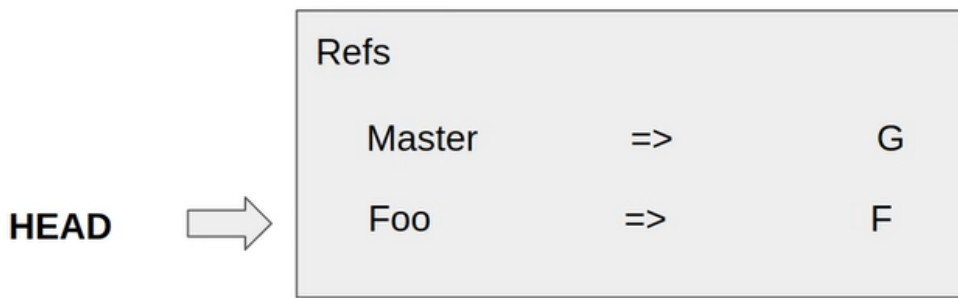 Refs
Master => G
HEAD Foo => F